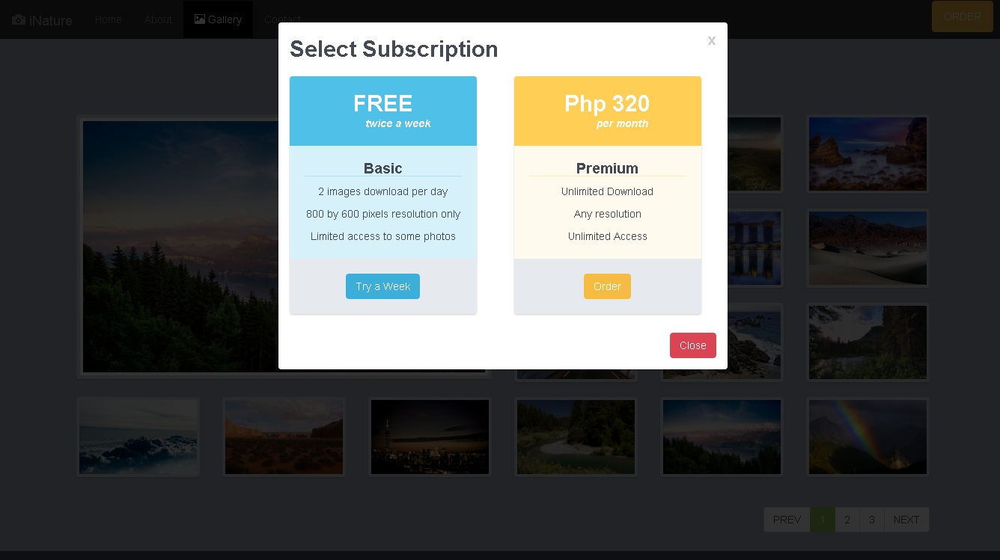 iNature Home About Gallery Contact ORDER
Select Subscription x
FREE
twice a week
Basic
2 images download per day
800 by 600 pixels resolution only
Limited access to some photos
Try a Week
Php 320
per month
Premium
Unlimited Download
Any resolution
Unlimited Access
Order
Close
PREV 1 2 3 NEXT